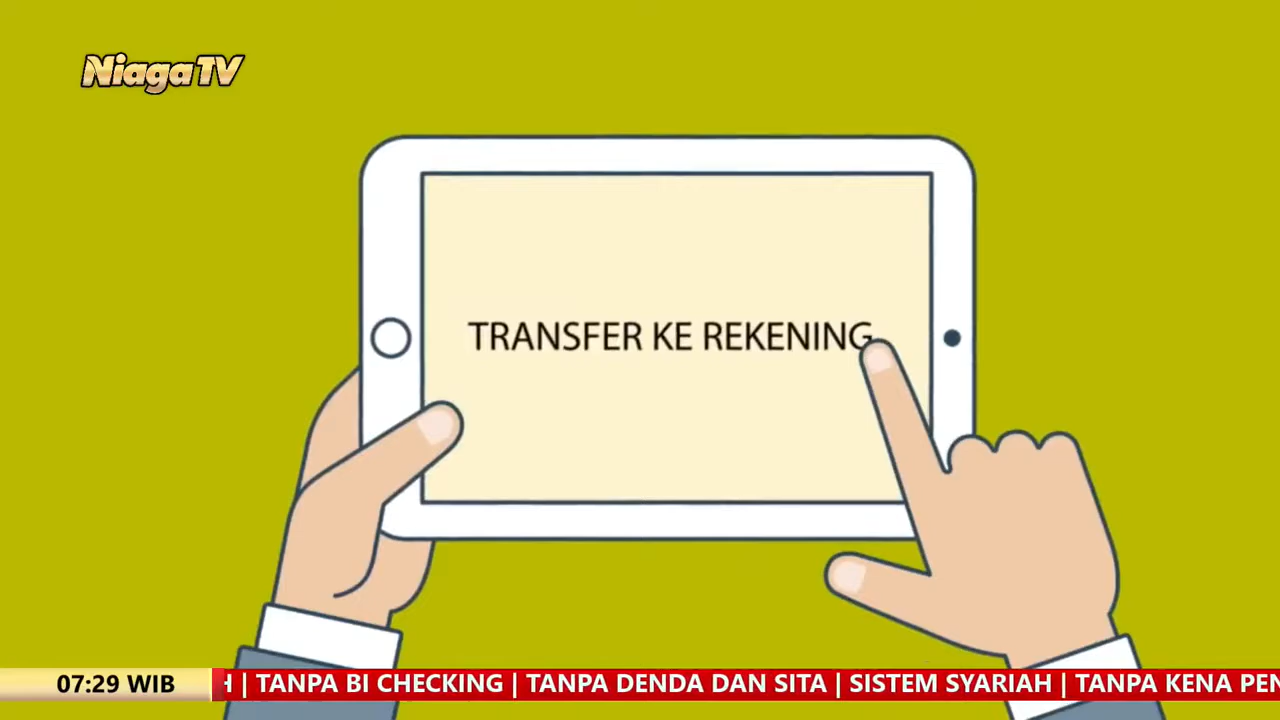 NiagaTV
TRANSFER KE REKENING
07:29 WIB
| TANPA BI CHECKING | TANPA DENDA DAN SITA | SISTEM SYARIAH | TANPA KENA